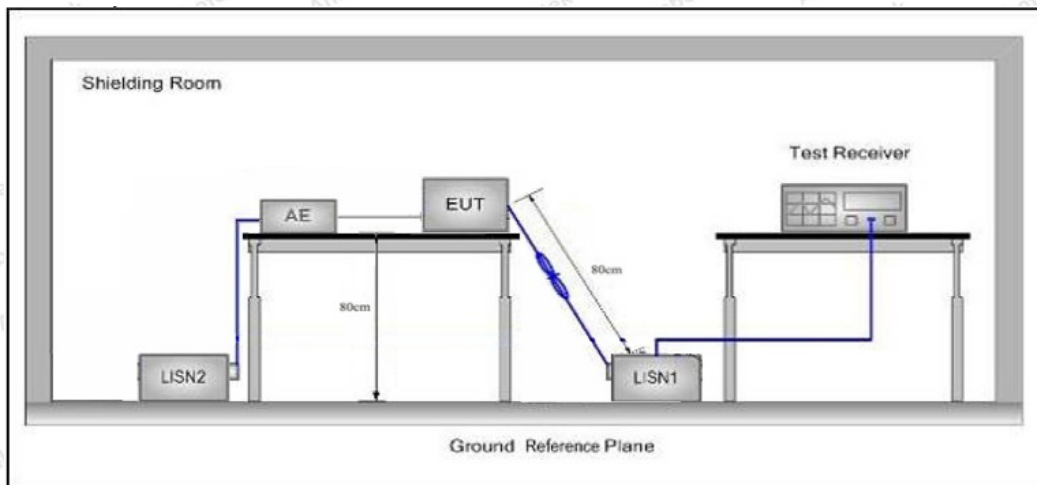 Shielding Room
Test Receiver
AE
EUT
80cm
80cm
LISN2
LISN1
Ground Reference Plane